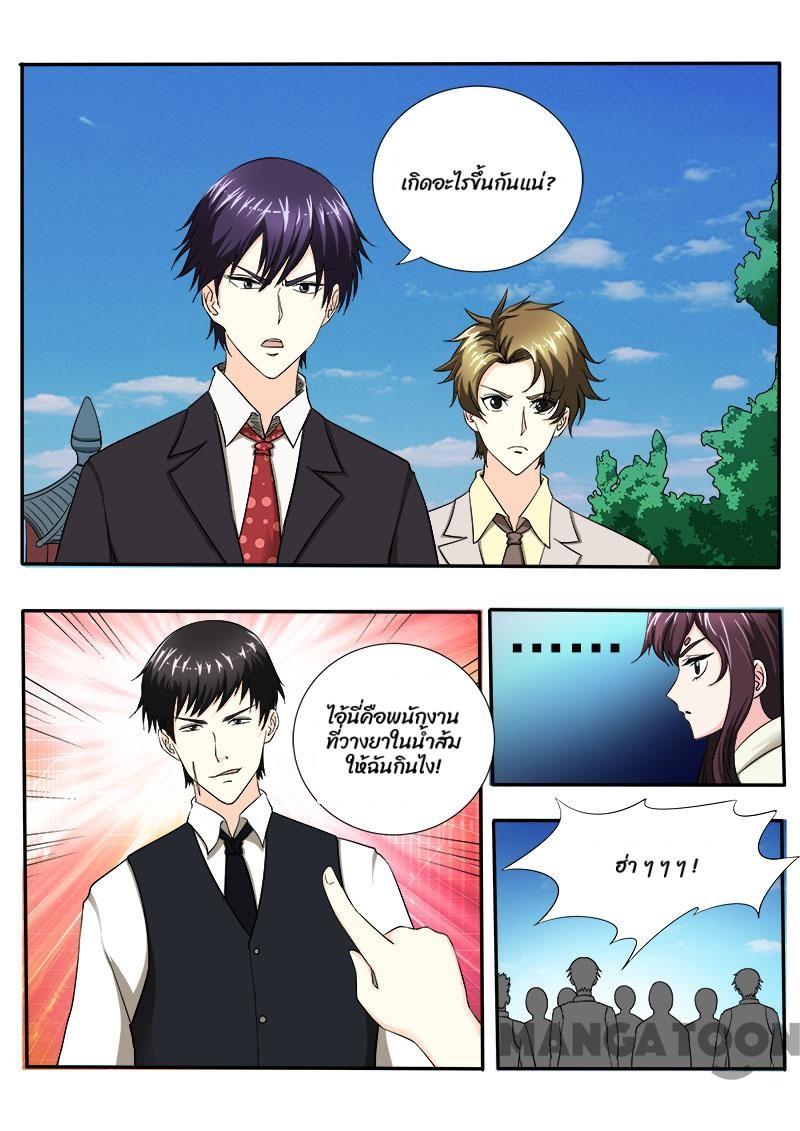 เกิดอะไรขึ้นกันแน่?
ไอ้นี่คือพนักงาน
ที่วางยาในน้ำส้ม
ให้ฉันกินไง!
......
ฮ่า ๆ ๆ ๆ !
MANGATOON